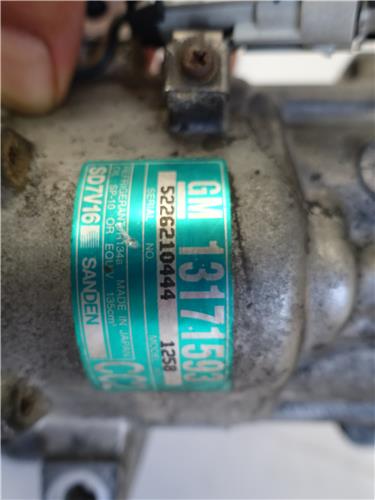 GM 13171593
SERIAL NO.
5226210444 1258
REFRIGERANT R134a MADE IN JAPAN
OIL SP-10 OR EQUIV. 135cm³
SD7V16 SANDEN